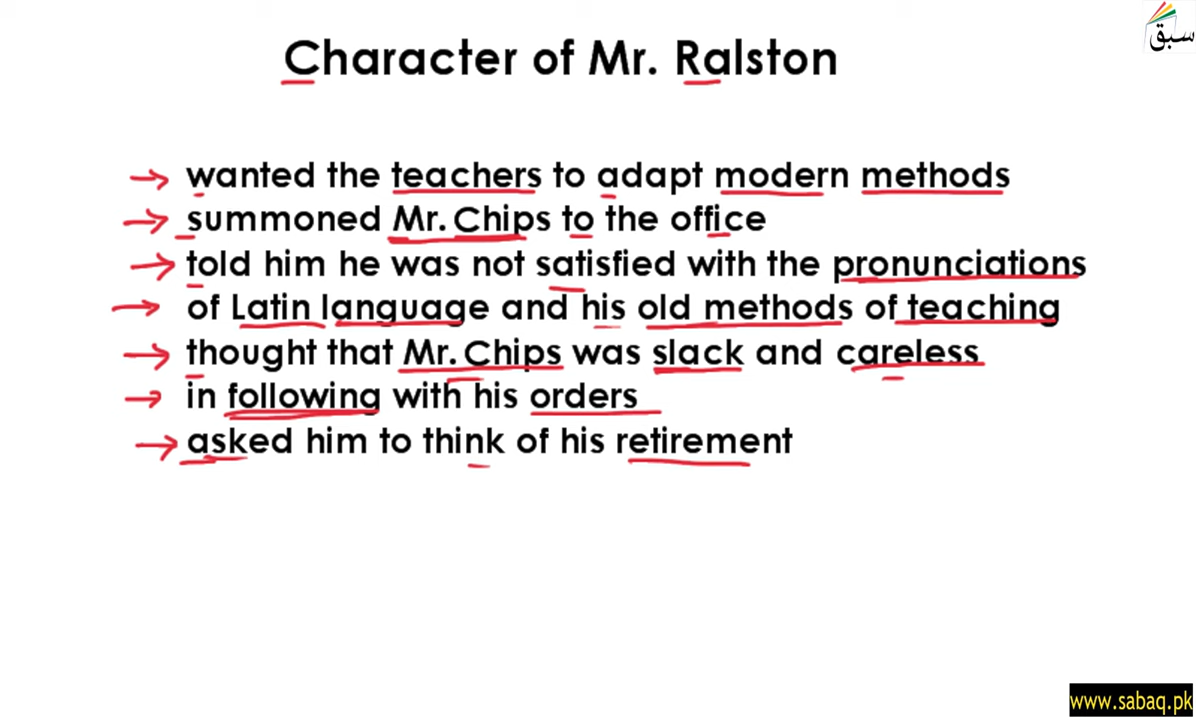 سبق
Character of Mr. Ralston
→ wanted the teachers to adapt modern methods
→ summoned Mr. Chips to the office
→ told him he was not satisfied with the pronunciations
→ of Latin language and his old methods of teaching
→ thought that Mr. Chips was slack and careless
→ in following with his orders
→ asked him to think of his retirement
www.sabaq.pk